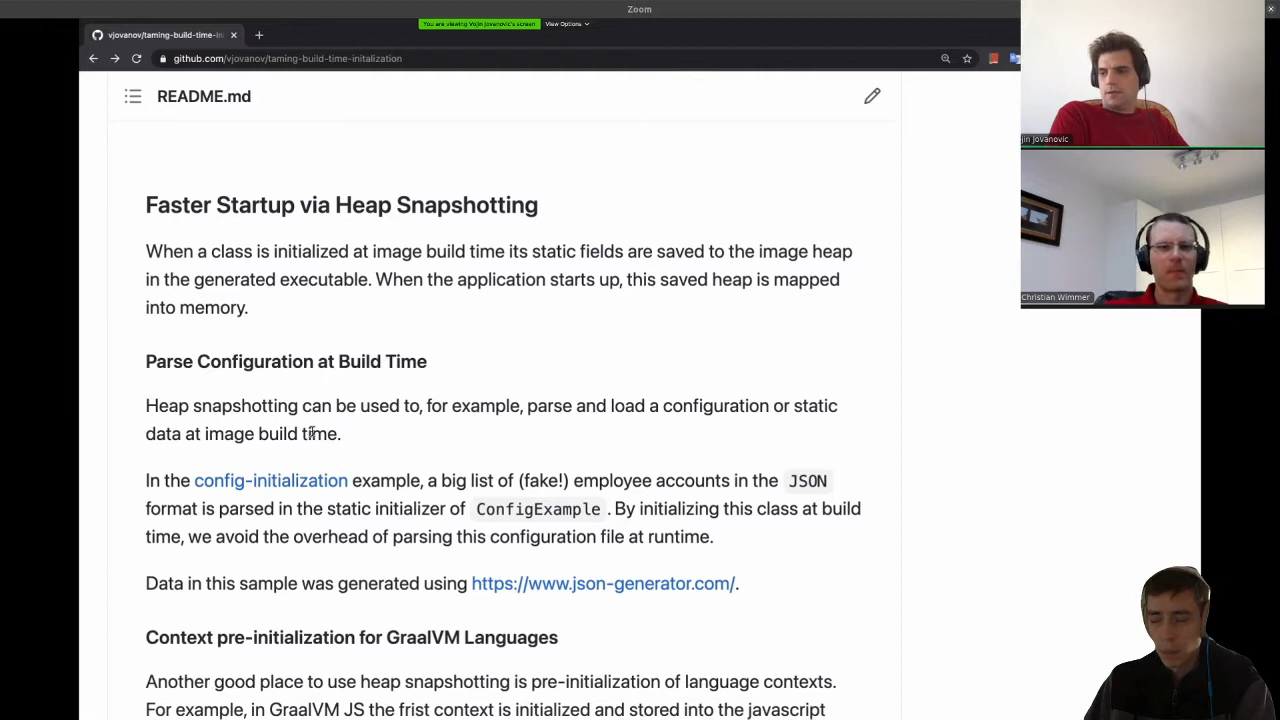 Zoom
vjovanov/taming-build-time-in
You are viewing Vojin Jovanovic's screen
View Options
github.com/vjovanov/taming-build-time-initalization
README.md
jin Jovanovic
Christian Wimmer
Faster Startup via Heap Snapshotting
When a class is initialized at image build time its static fields are saved to the image heap
in the generated executable. When the application starts up, this saved heap is mapped
into memory.
Parse Configuration at Build Time
Heap snapshotting can be used to, for example, parse and load a configuration or static
data at image build time.
In the config-initialization example, a big list of (fake!) employee accounts in the JSON
format is parsed in the static initializer of ConfigExample. By initializing this class at build
time, we avoid the overhead of parsing this configuration file at runtime.
Data in this sample was generated using https://www.json-generator.com/.
Context pre-initialization for GraalVM Languages
Another good place to use heap snapshotting is pre-initialization of language contexts.
For example, in GraalVM JS the frist context is initialized and stored into the javascript